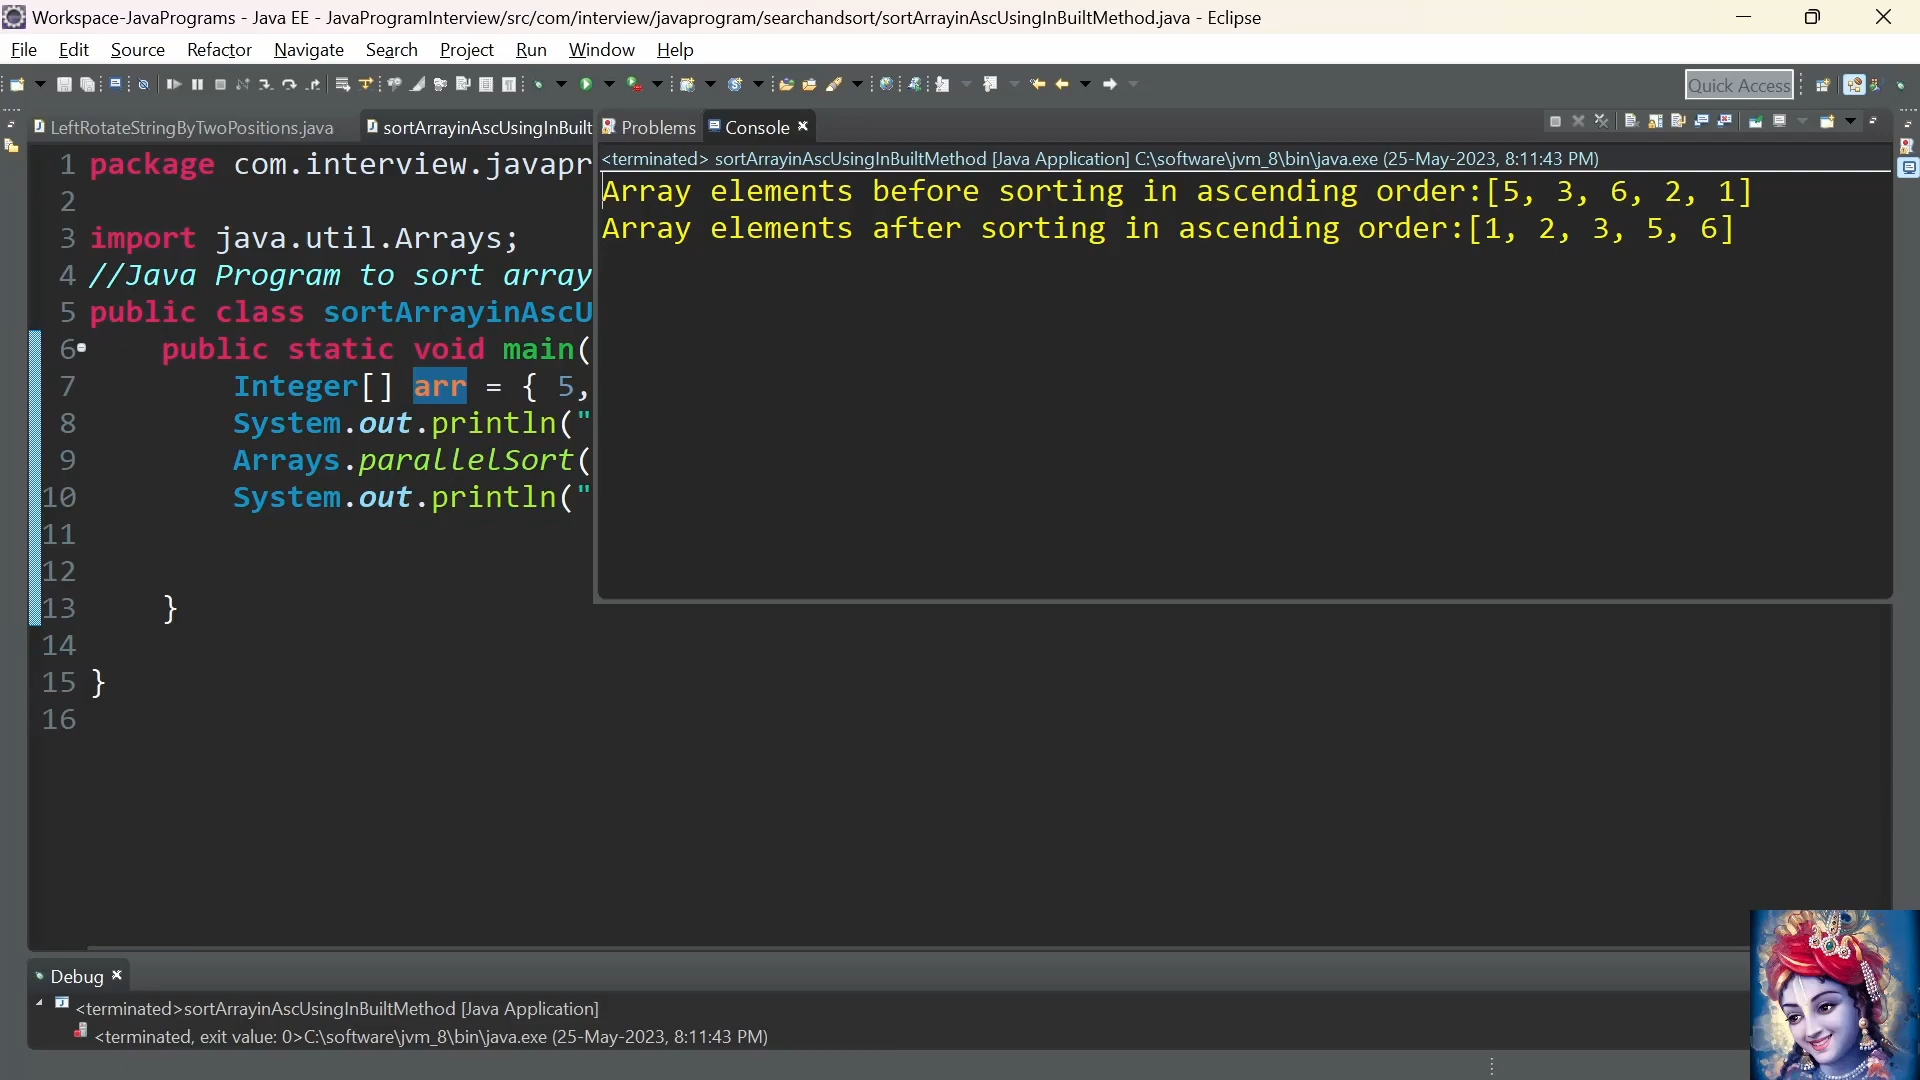 Workspace-JavaPrograms - Java EE - JavaProgramInterview/src/com/interview/javaprogram/searchandsort/sortArrayinAscUsingInBuiltMethod.java - Eclipse
File Edit Source Refactor Navigate Search Project Run Window Help
Quick Access
LeftRotateStringByTwoPositions.java sortArrayinAscUsingInBuilt
1 package com.interview.javapr
2
3 import java.util.Arrays;
4 //Java Program to sort array
5 public class sortArrayinAscU
6 public static void main(
7 Integer[] arr = { 5,
8 System.out.println("
9 Arrays.parallelSort(
10 System.out.println("
11
12
13 }
14
15 }
16
Problems Console
<terminated> sortArrayinAscUsingInBuiltMethod [Java Application] C:\software\jvm_8\bin\java.exe (25-May-2023, 8:11:43 PM)
Array elements before sorting in ascending order:[5, 3, 6, 2, 1]
Array elements after sorting in ascending order:[1, 2, 3, 5, 6]
Debug
<terminated>sortArrayinAscUsingInBuiltMethod [Java Application]
<terminated, exit value: 0>C:\software\jvm_8\bin\java.exe (25-May-2023, 8:11:43 PM)